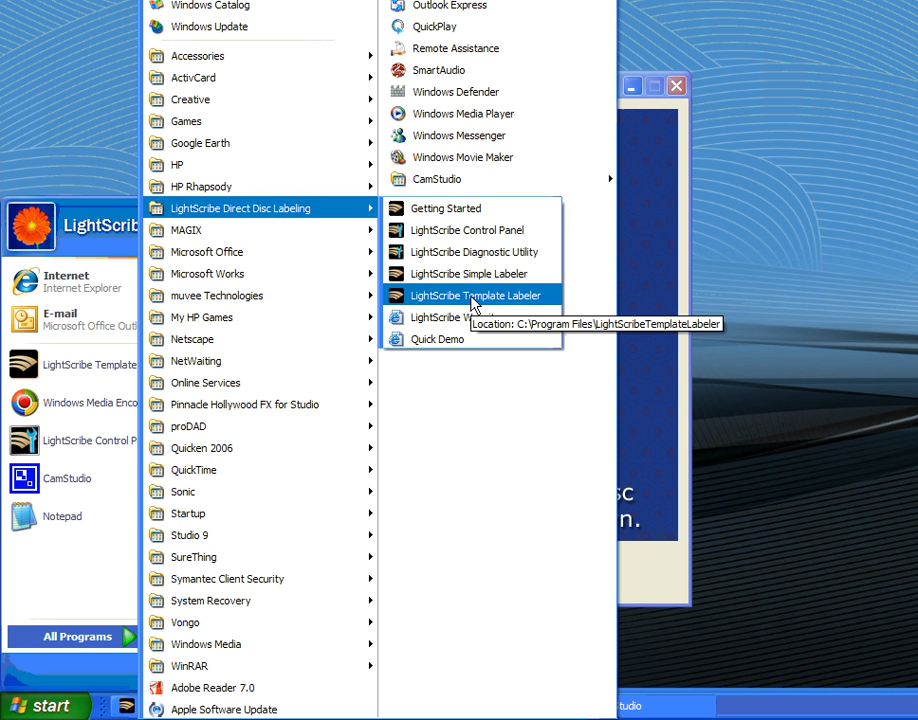 Windows Catalog
Windows Update
Accessories
ActivCard
Creative
Games
Google Earth
HP
HP Rhapsody
LightScribe Direct Disc Labeling
MAGIX
Microsoft Office
Microsoft Works
muvee Technologies
My HP Games
Netscape
NetWaiting
Online Services
Pinnacle Hollywood FX for Studio
proDAD
Quicken 2006
QuickTime
Sonic
Startup
Studio 9
SureThing
Symantec Client Security
System Recovery
Vongo
Windows Media
WinRAR
Adobe Reader 7.0
Apple Software Update
Outlook Express
QuickPlay
Remote Assistance
SmartAudio
Windows Defender
Windows Media Player
Windows Messenger
Windows Movie Maker
CamStudio
Getting Started
LightScribe Control Panel
LightScribe Diagnostic Utility
LightScribe Simple Labeler
LightScribe Template Labeler
LightScribe W
Location: C:\Program Files\LightScribeTemplateLabeler
Quick Demo
LightScrib
Internet
Internet Explorer
E-mail
Microsoft Office Outl
LightScribe Template
Windows Media Enco
LightScribe Control P
CamStudio
Notepad
All Programs
start
sc
n.
tudio